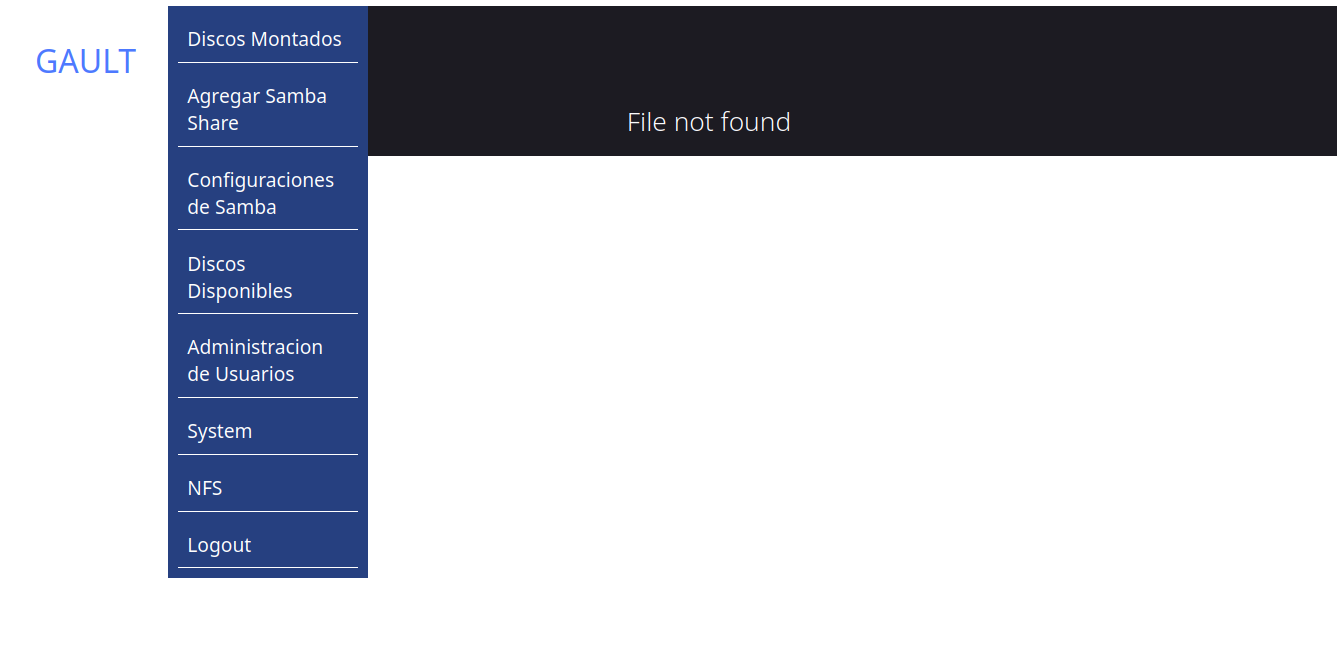 GAULT
Discos Montados
Agregar Samba
Share
Configuraciones
de Samba
Discos
Disponibles
Administracion
de Usuarios
System
NFS
Logout
File not found